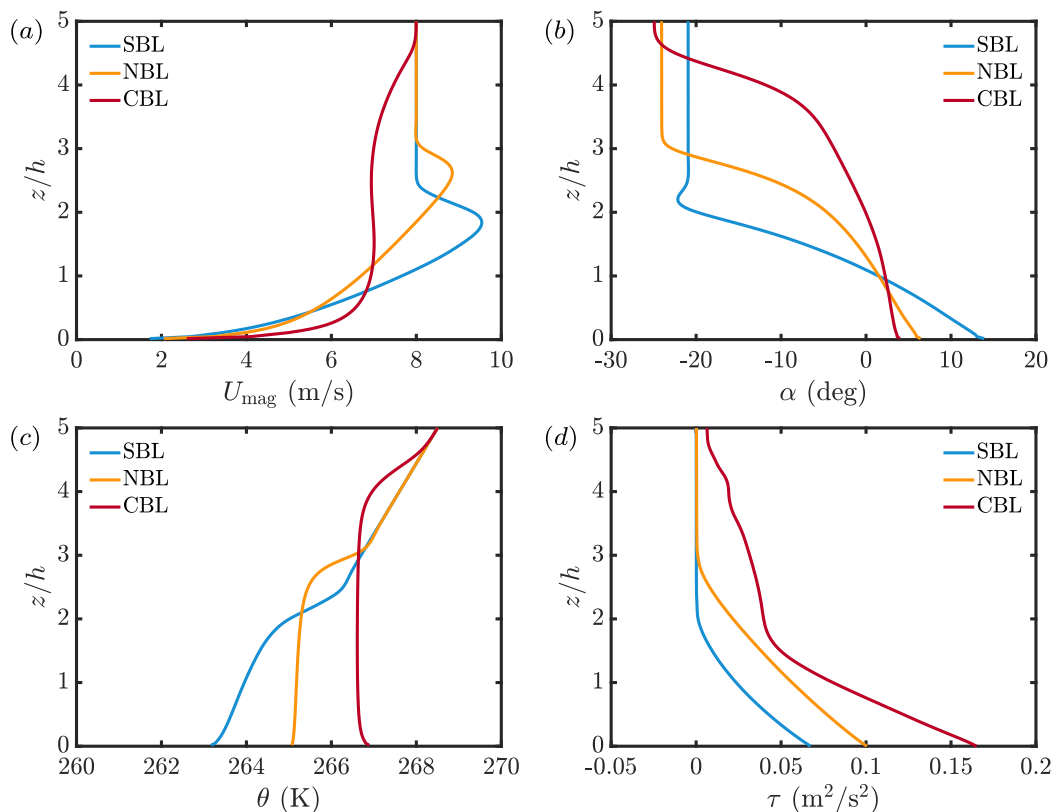 (a)
SBL
NBL
CBL
5
4
3
2
1
0
z/h
0 2 4 6 8 10
U_mag (m/s)
(b)
SBL
NBL
CBL
5
4
3
2
1
0
z/h
-30 -20 -10 0 10 20
α (deg)
(c)
SBL
NBL
CBL
5
4
3
2
1
0
z/h
260 262 264 266 268 270
θ (K)
(d)
SBL
NBL
CBL
5
4
3
2
1
0
z/h
-0.05 0 0.05 0.1 0.15 0.2
τ (m²/s²)